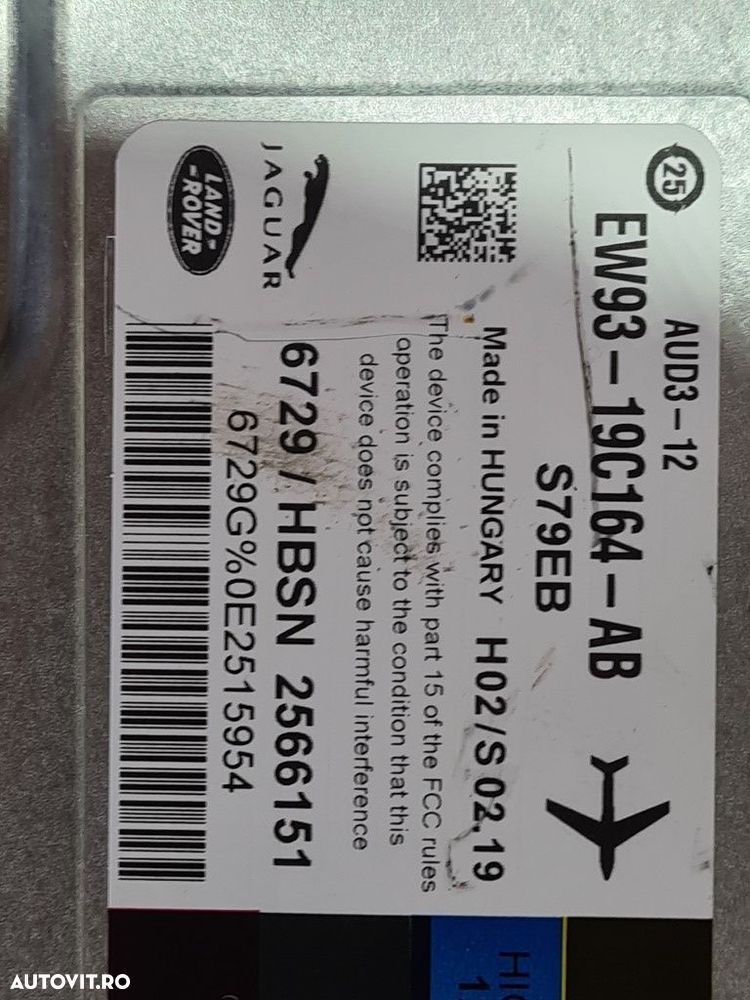 25
AUD3-12
EW93-19C164-AB
S79EB
Made in HUNGARY H02/S 02.19
The device complies with part 15 of the FCC rules
operation is subject to the condition that this
device does not cause harmful interference
6729 / HBSN 2566151
6729G%0E2515954
JAGUAR
LAND-
-ROVER
AUTOVIT.RO